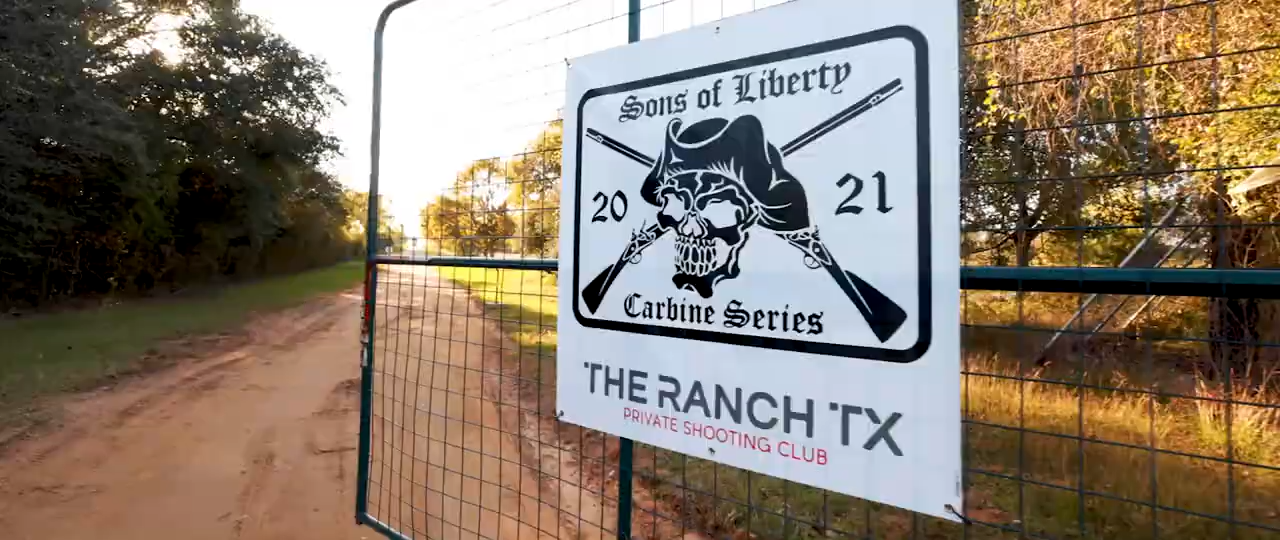 Sons of Liberty
20 21
Carbine Series
THE RANCH TX
PRIVATE SHOOTING CLUB